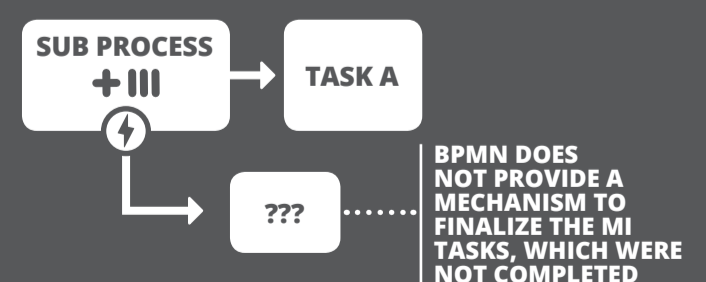 SUB PROCESS
TASK A
???
BPMN DOES
NOT PROVIDE A
MECHANISM TO
FINALIZE THE MI
TASKS, WHICH WERE
NOT COMPLETED